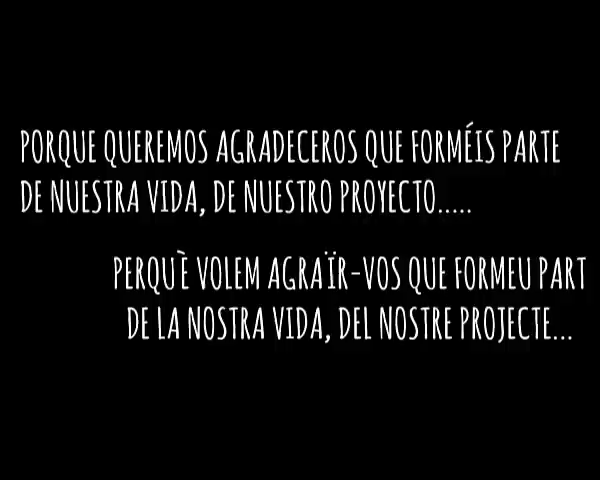 PORQUE QUEREMOS AGRADECEROS QUE FORMÉIS PARTE
DE NUESTRA VIDA, DE NUESTRO PROYECTO.....
PERQUÈ VOLEM AGRAÏR-VOS QUE FORMEU PART
DE LA NOSTRA VIDA, DEL NOSTRE PROJECTE...